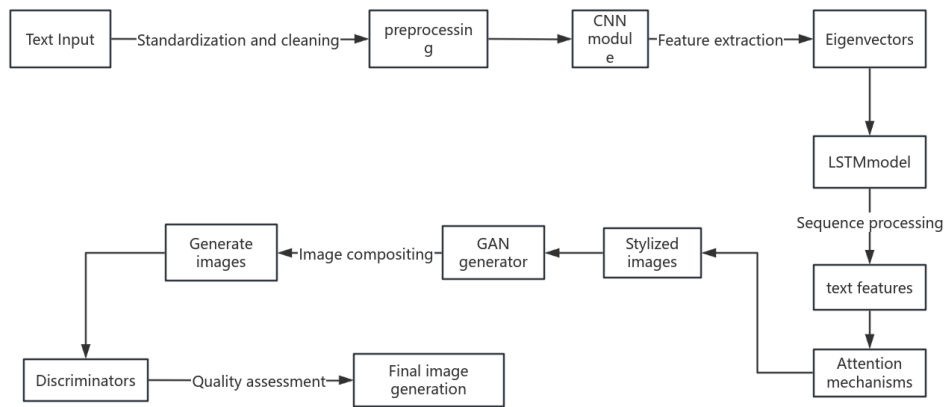 Text Input
Standardization and cleaning
preprocessin
g
CNN
modul
e
Feature extraction
Eigenvectors
LSTMmodel
Sequence processing
text features
Attention
mechanisms
Stylized
images
GAN
generator
Image compositing
Generate
images
Discriminators
Quality assessment
Final image
generation